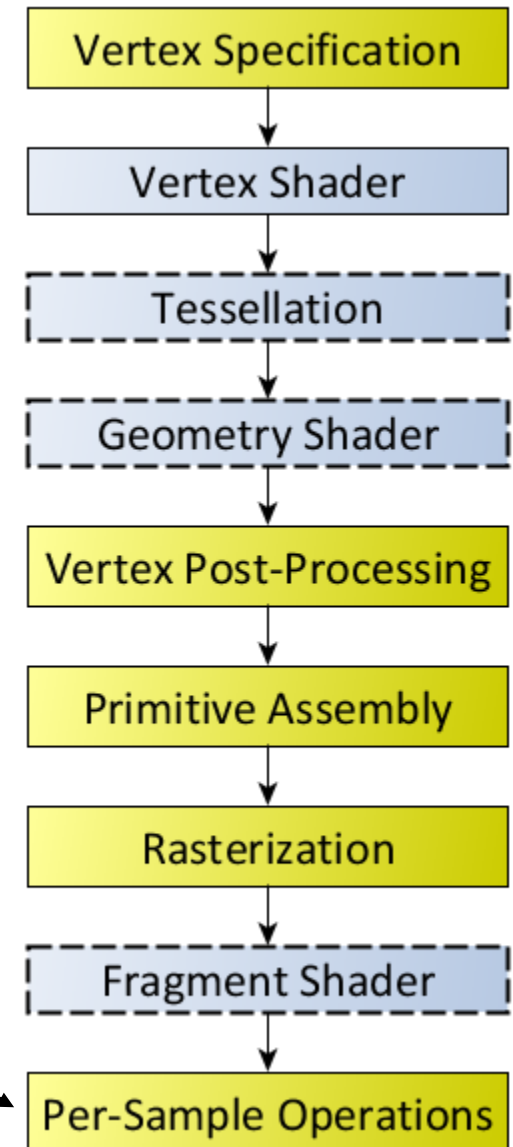 Vertex Specification
Vertex Shader
Tessellation
Geometry Shader
Vertex Post-Processing
Primitive Assembly
Rasterization
Fragment Shader
Per-Sample Operations